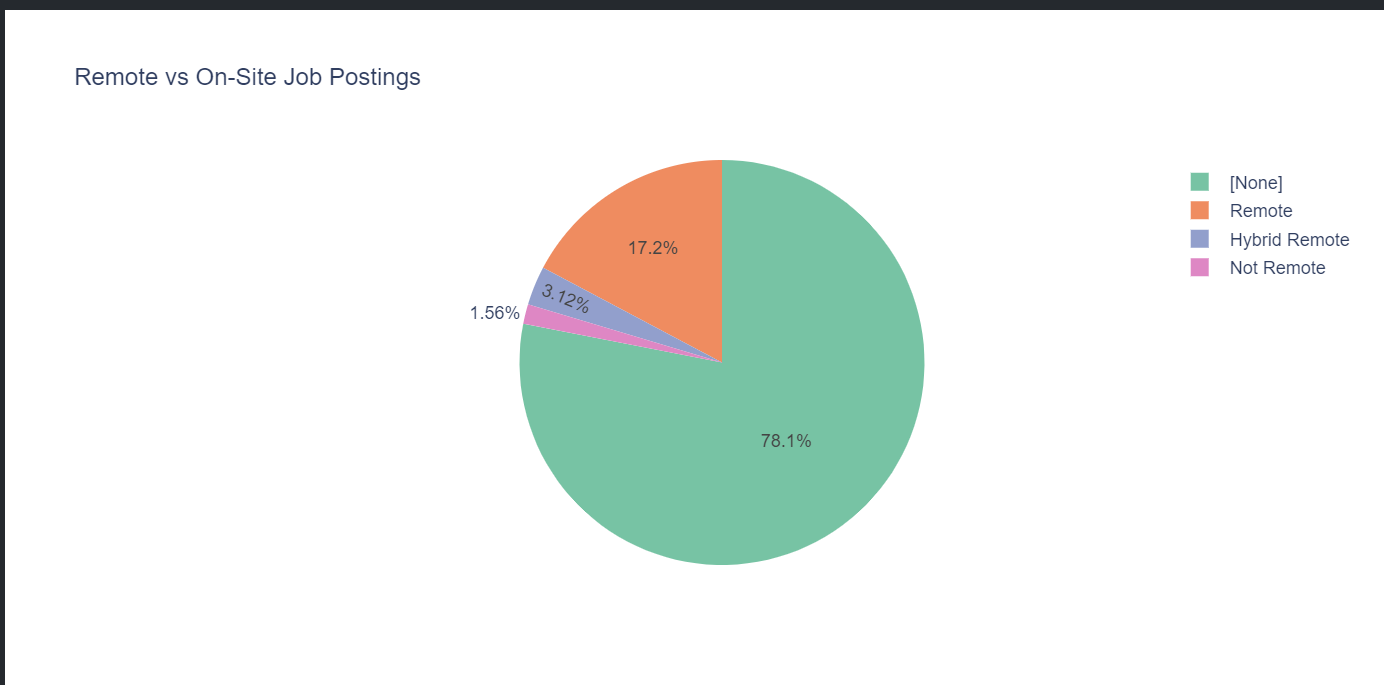 Remote vs On-Site Job Postings
[None]
Remote
Hybrid Remote
Not Remote
17.2%
3.12%
1.56%
78.1%